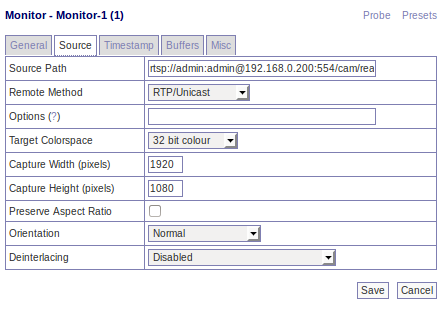 Monitor - Monitor-1 (1) Probe Presets
General Source Timestamp Buffers Misc
Source Path rtsp://admin:admin@192.168.0.200:554/cam/rea
Remote Method RTP/Unicast
Options (?)
Target Colorspace 32 bit colour
Capture Width (pixels) 1920
Capture Height (pixels) 1080
Preserve Aspect Ratio
Orientation Normal
Deinterlacing Disabled
Save Cancel